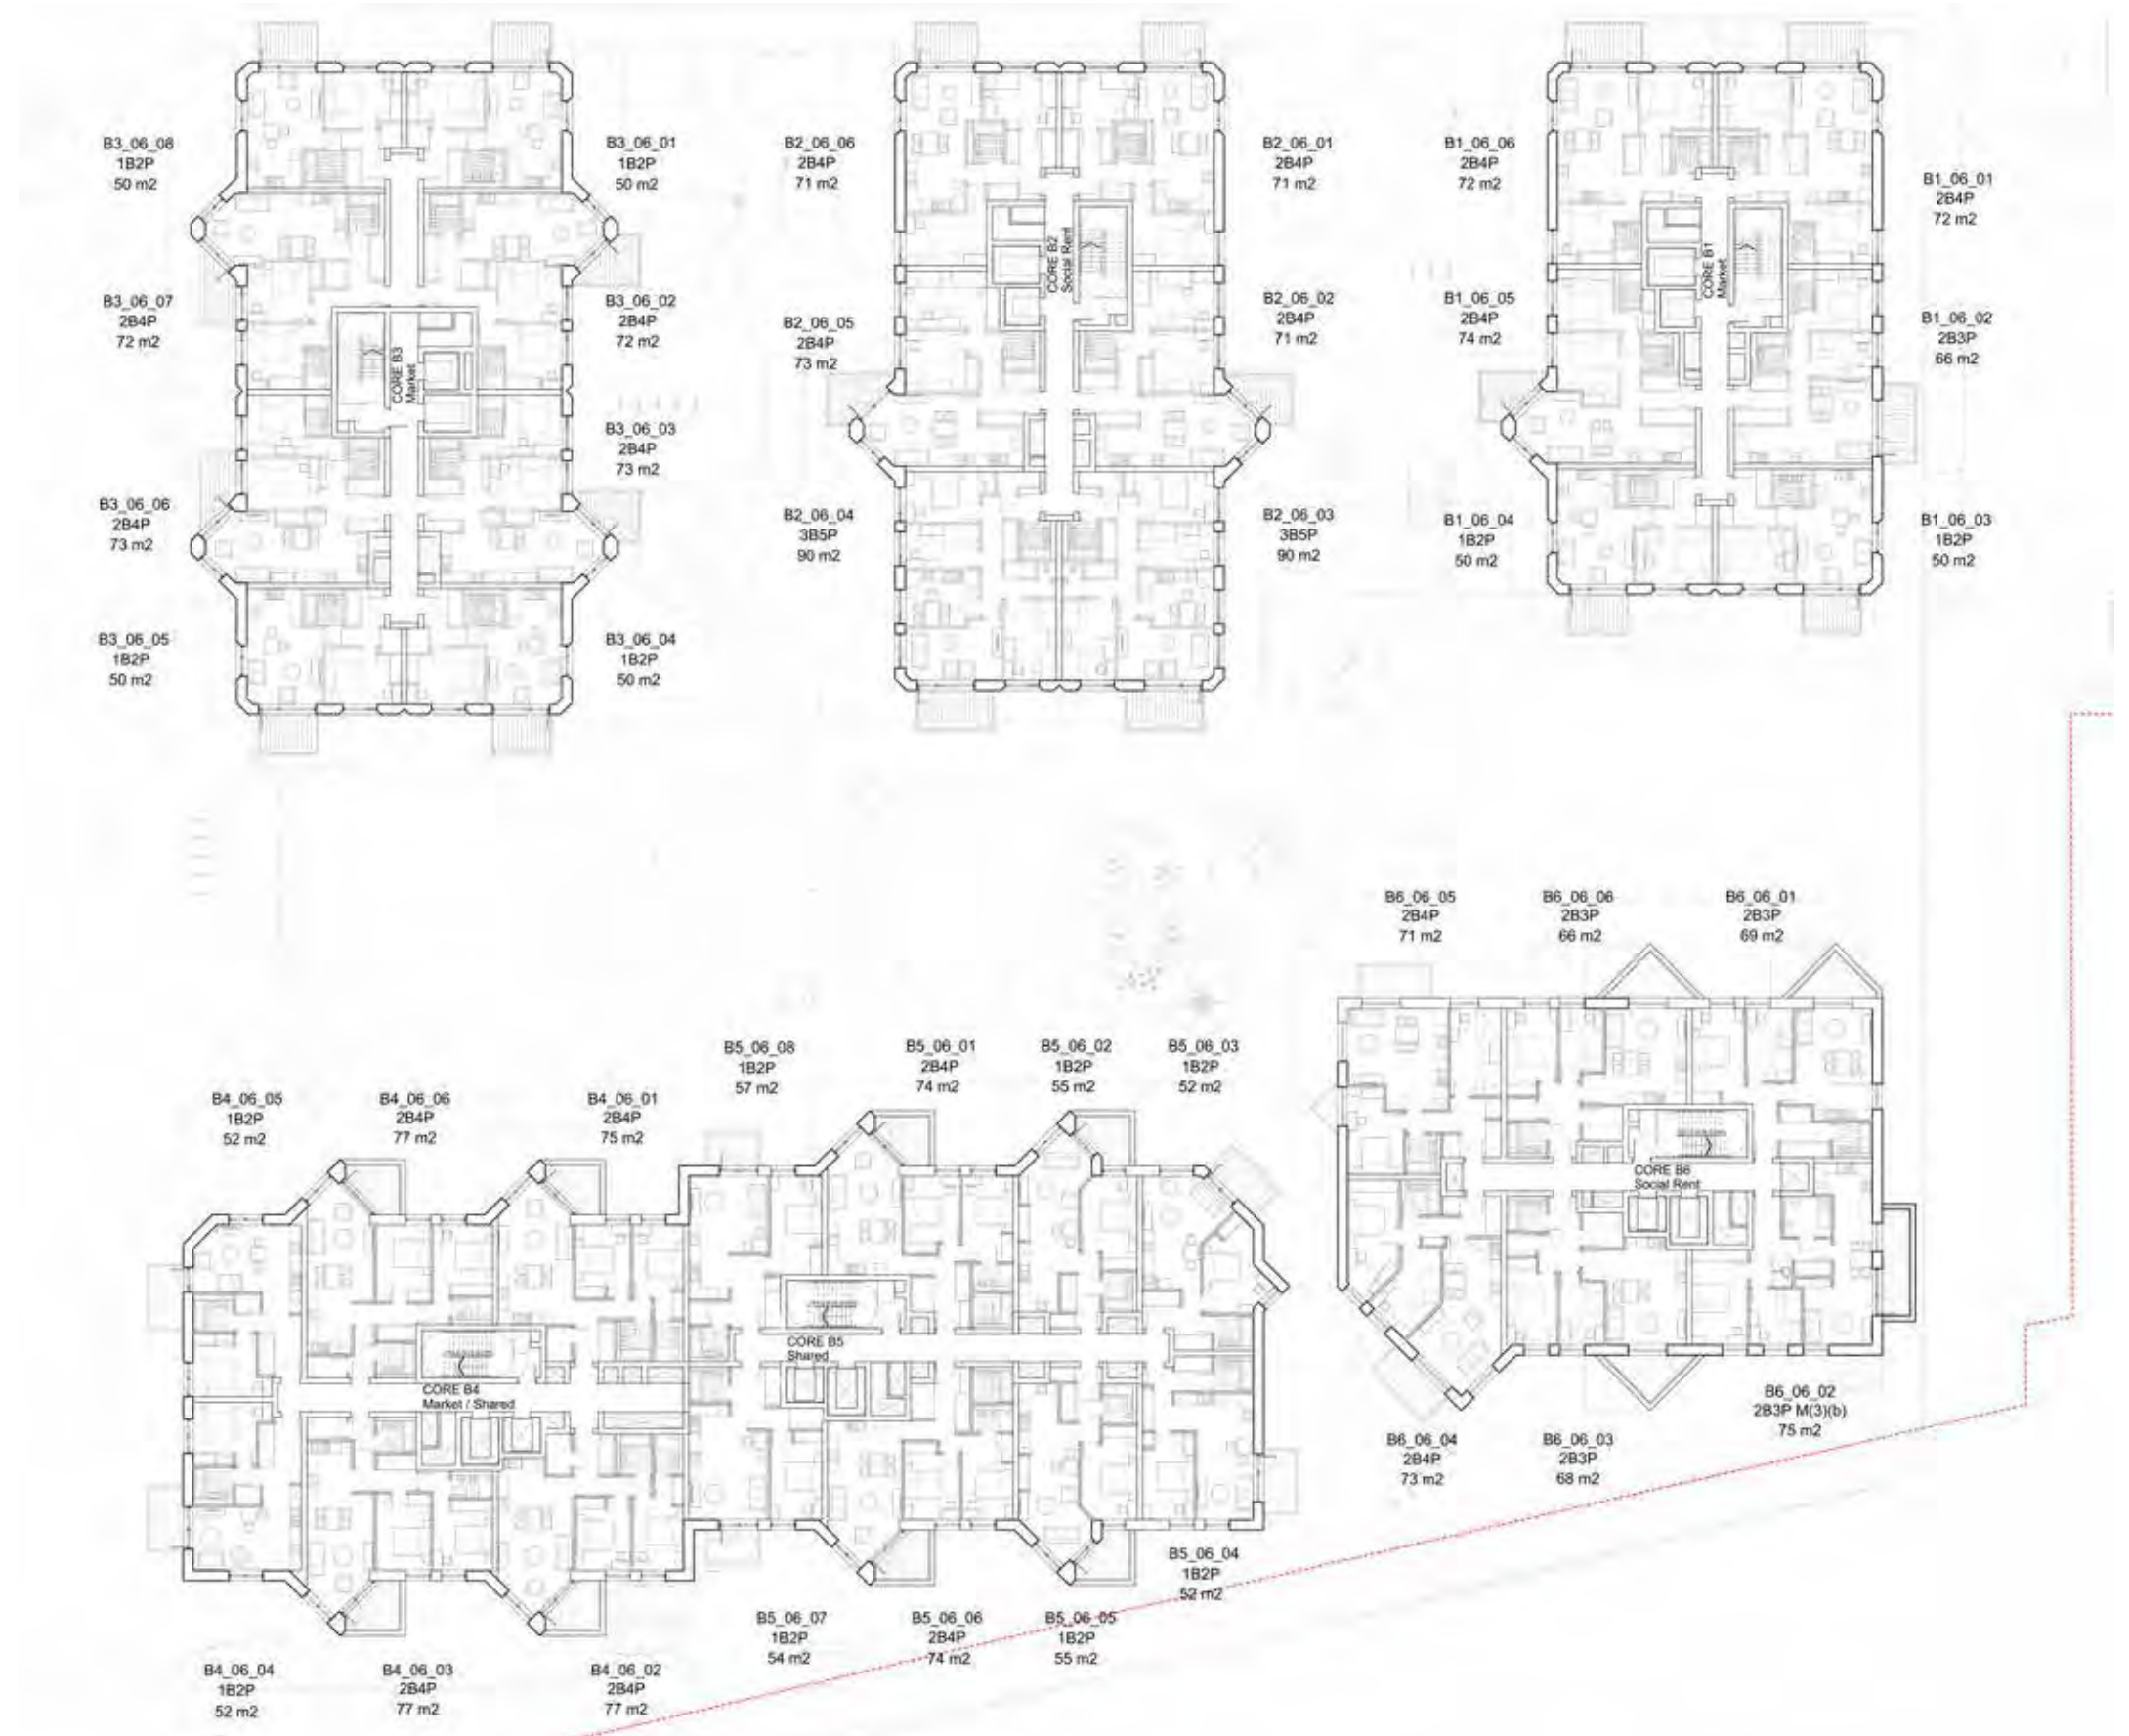 B3_06_08
1B2P
50 m2
B3_06_01
1B2P
50 m2
B3_06_07
2B4P
72 m2
B3_06_02
2B4P
72 m2
CORE B3
Market
B3_06_03
2B4P
73 m2
B3_06_06
2B4P
73 m2
B3_06_05
1B2P
50 m2
B3_06_04
1B2P
50 m2
B2_06_06
2B4P
71 m2
B2_06_01
2B4P
71 m2
CORE B2
Social Rent
B2_06_05
2B4P
73 m2
B2_06_02
2B4P
71 m2
B2_06_04
3B5P
90 m2
B2_06_03
3B5P
90 m2
B1_06_06
2B4P
72 m2
B1_06_01
2B4P
72 m2
CORE B1
Market
B1_06_05
2B4P
74 m2
B1_06_02
2B3P
66 m2
B1_06_04
1B2P
50 m2
B1_06_03
1B2P
50 m2
B6_06_05
2B4P
71 m2
B6_06_06
2B3P
66 m2
B6_06_01
2B3P
69 m2
CORE B6
Social Rent
B6_06_04
2B4P
73 m2
B6_06_03
2B3P
68 m2
B6_06_02
2B3P M(3)(b)
75 m2
B4_06_05
1B2P
52 m2
B4_06_06
2B4P
77 m2
B4_06_01
2B4P
75 m2
B5_06_08
1B2P
57 m2
B5_06_01
2B4P
74 m2
B5_06_02
1B2P
55 m2
B5_06_03
1B2P
52 m2
CORE B5
Shared
CORE B4
Market / Shared
B5_06_04
1B2P
52 m2
B5_06_07
1B2P
54 m2
B5_06_06
2B4P
74 m2
B5_06_05
1B2P
55 m2
B4_06_04
1B2P
52 m2
B4_06_03
2B4P
77 m2
B4_06_02
2B4P
77 m2